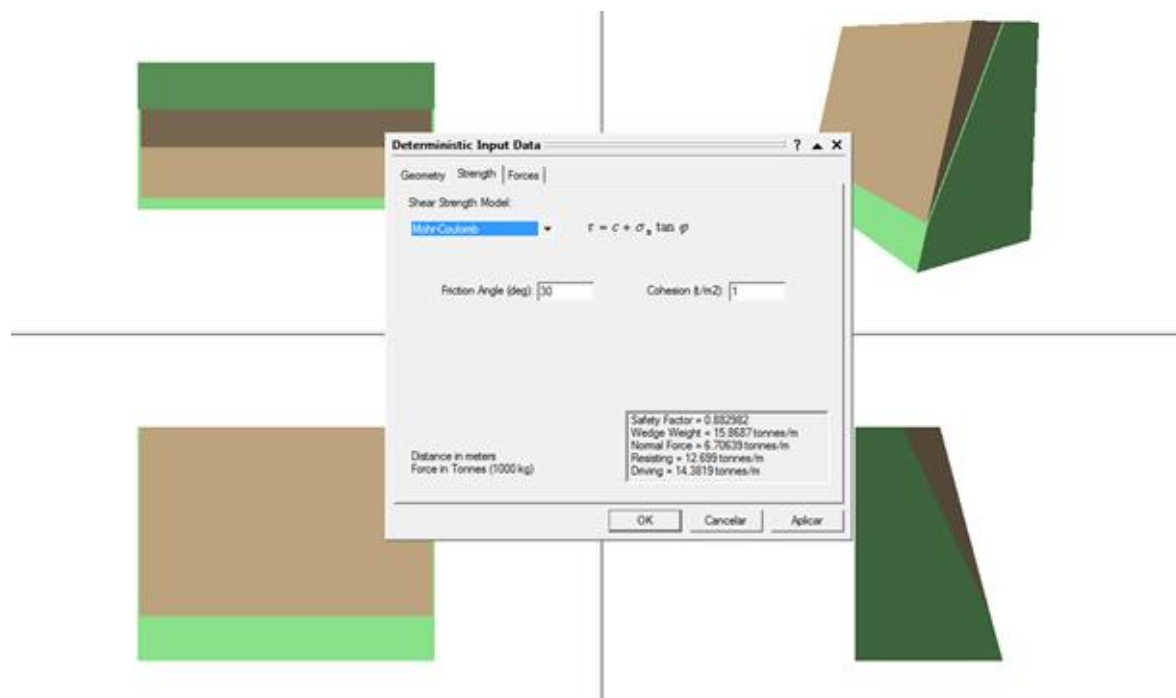 Deterministic Input Data ? ▲ X
Geometry Strength Forces
Shear Strength Model:
Mohr-Coulomb τ = c + σn tan φ
Friction Angle (deg): 30 Cohesion (t/m2): 1
Safety Factor = 0.882982
Wedge Weight = 15.8687 tonnes/m
Normal Force = 6.70639 tonnes/m
Resisting = 12.699 tonnes/m
Driving = 14.3819 tonnes/m
Distance in meters
Force in Tonnes (1000 kg)
OK Cancelar Aplicar